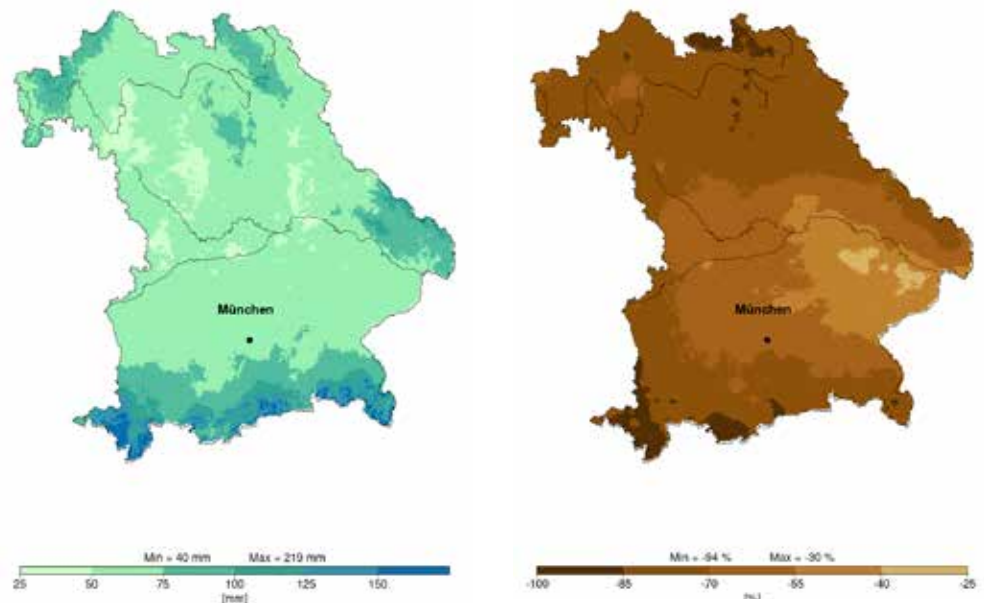 München
Min = 40 mm Max = 219 mm
25 50 75 100 125 150
[mm]
München
Min = -94 % Max = -30 %
-100 -85 -70 -55 -40 -25